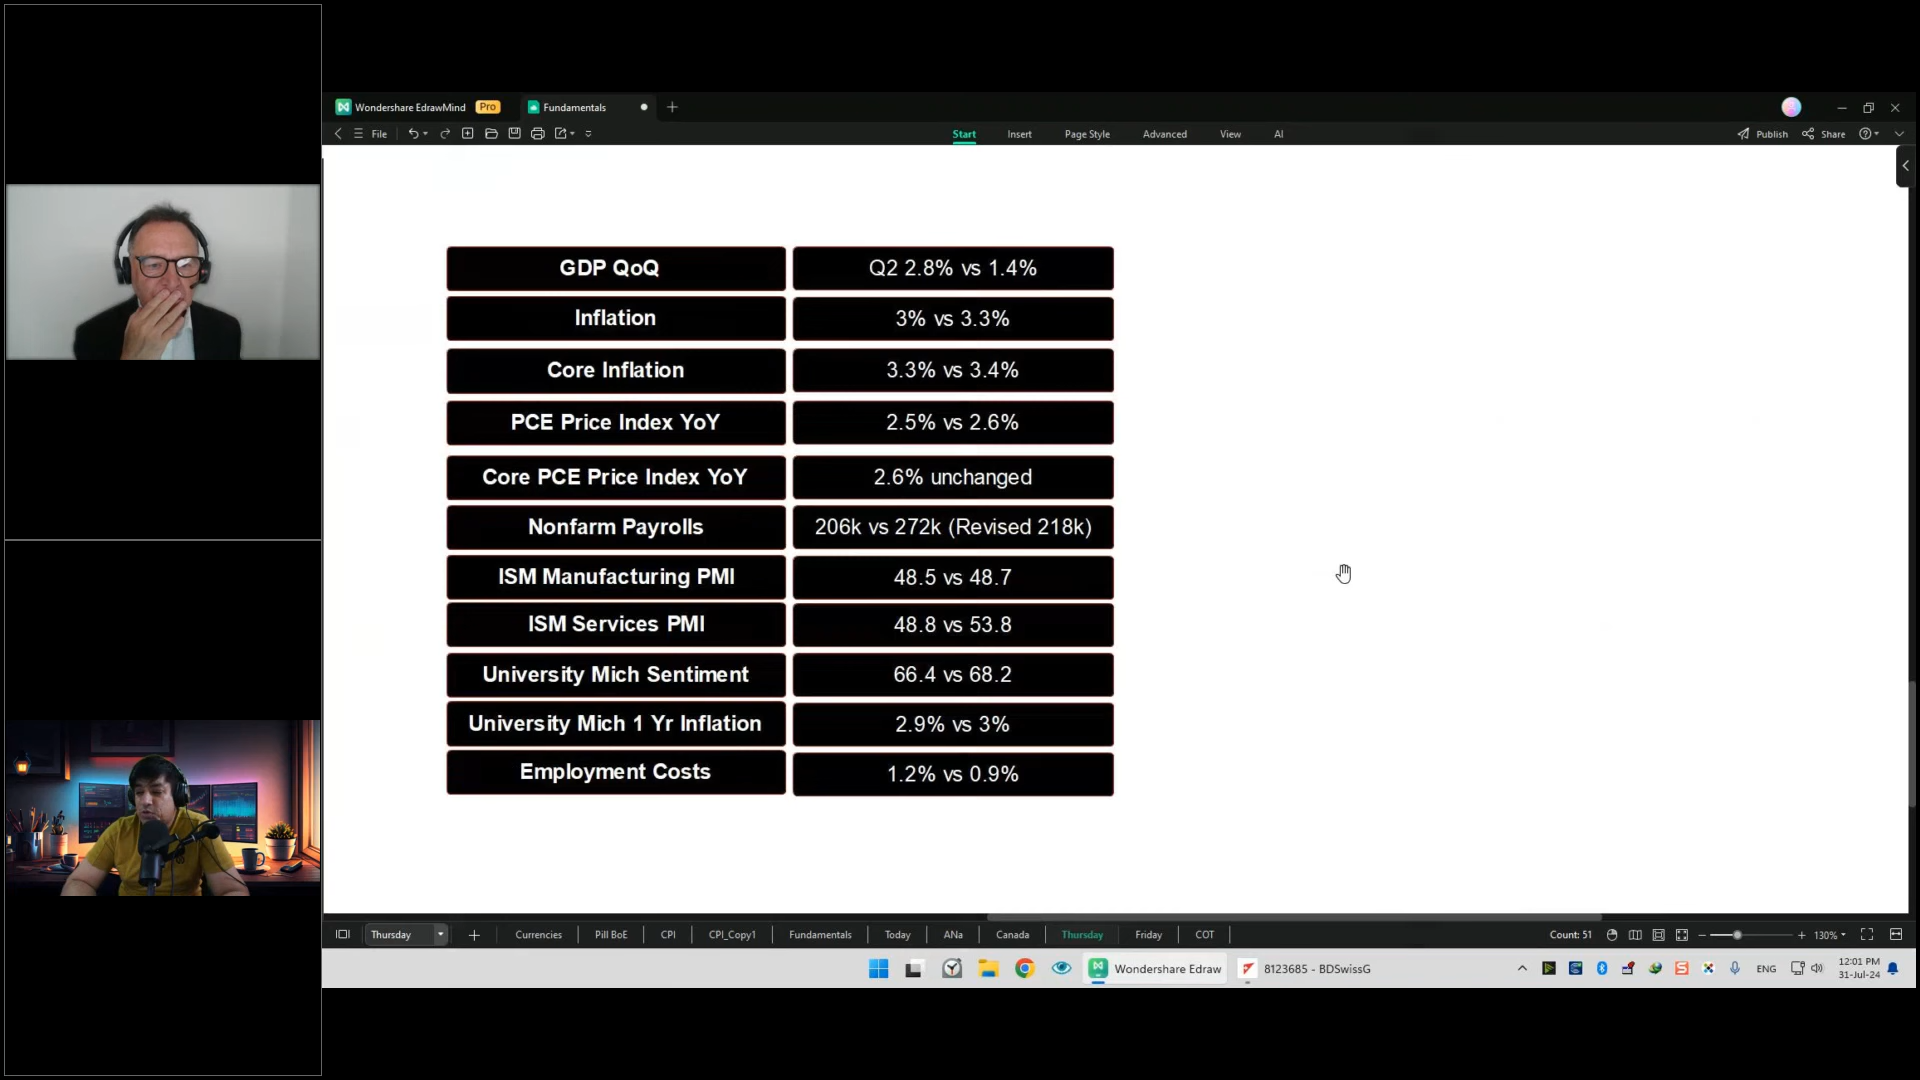 Wondershare EdrawMind Pro Fundamentals
File Start Insert Page Style Advanced View AI Publish Share
GDP QoQ Q2 2.8% vs 1.4%
Inflation 3% vs 3.3%
Core Inflation 3.3% vs 3.4%
PCE Price Index YoY 2.5% vs 2.6%
Core PCE Price Index YoY 2.6% unchanged
Nonfarm Payrolls 206k vs 272k (Revised 218k)
ISM Manufacturing PMI 48.5 vs 48.7
ISM Services PMI 48.8 vs 53.8
University Mich Sentiment 66.4 vs 68.2
University Mich 1 Yr Inflation 2.9% vs 3%
Employment Costs 1.2% vs 0.9%
Thursday Currencies Pill BoE CPI CPI_Copy1 Fundamentals Today ANa Canada Thursday Friday COT Count: 51 130%
Wondershare Edraw 8123685 - BDSwissG ENG 12:01 PM
31-Jul-24